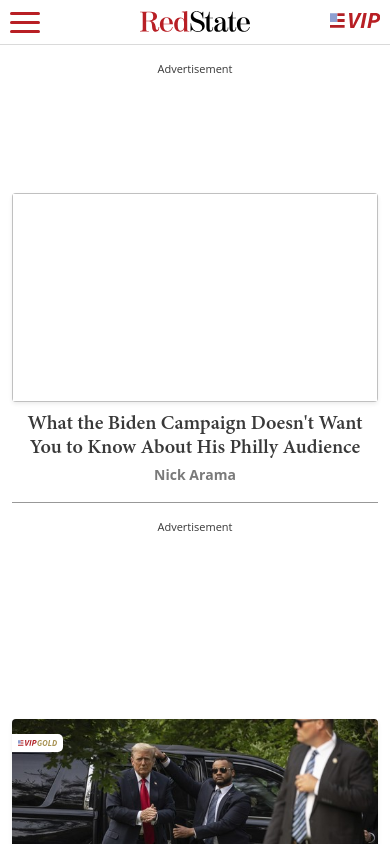 RedState
VIP
Advertisement
What the Biden Campaign Doesn't Want
You to Know About His Philly Audience
Nick Arama
Advertisement
VIPGOLD